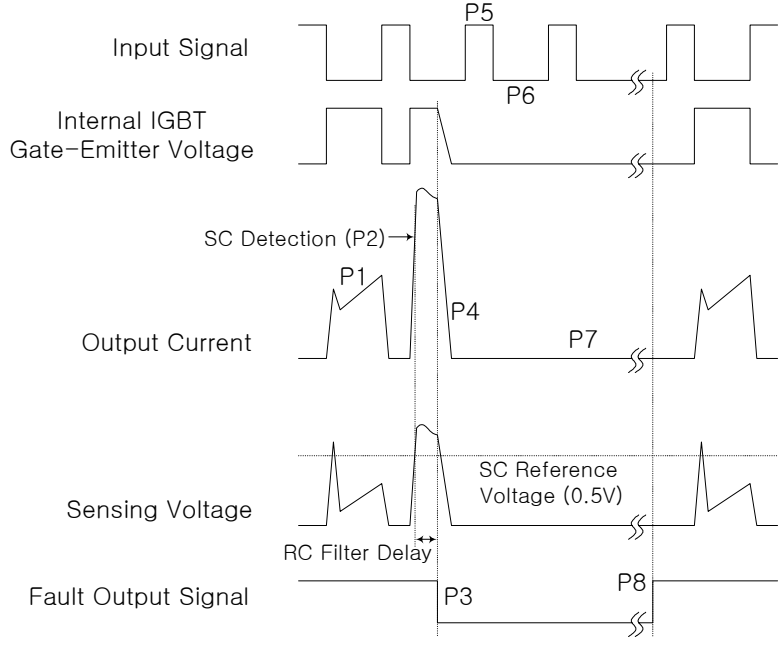 P5
Input Signal
P6
Internal IGBT
Gate-Emitter Voltage
SC Detection (P2)
P1
P4
P7
Output Current
SC Reference
Voltage (0.5V)
Sensing Voltage
RC Filter Delay
P3
P8
Fault Output Signal